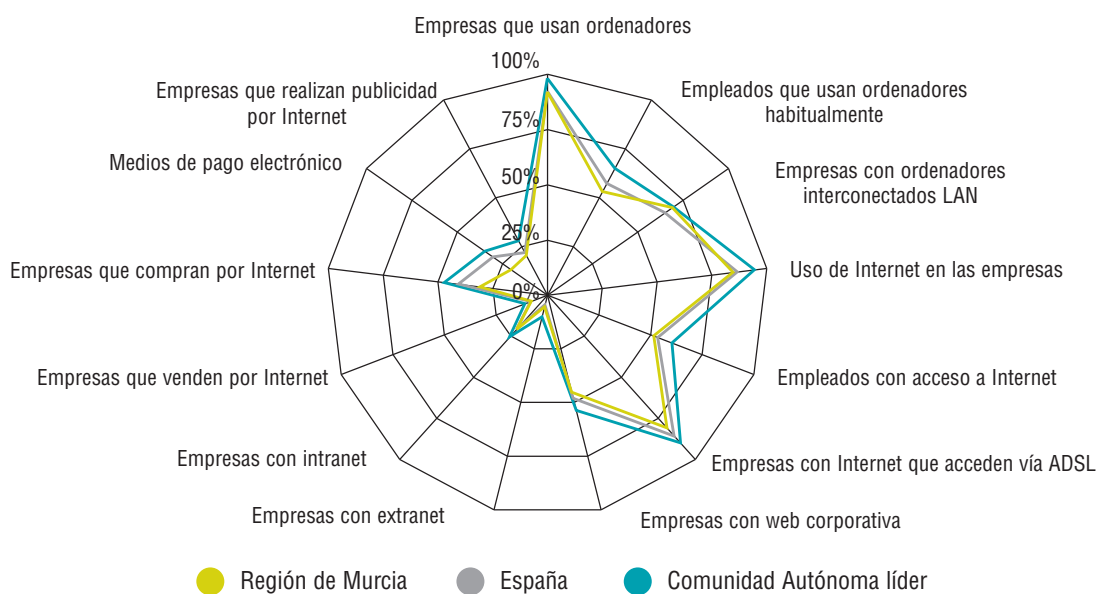 Empresas que usan ordenadores
100%
75%
50%
25%
0%
Empleados que usan ordenadores
habitualmente
Empresas con ordenadores
interconectados LAN
Uso de Internet en las empresas
Empleados con acceso a Internet
Empresas con Internet que acceden vía ADSL
Empresas con web corporativa
Empresas con extranet
Empresas con intranet
Empresas que venden por Internet
Empresas que compran por Internet
Medios de pago electrónico
Empresas que realizan publicidad
por Internet
Región de Murcia
España
Comunidad Autónoma líder